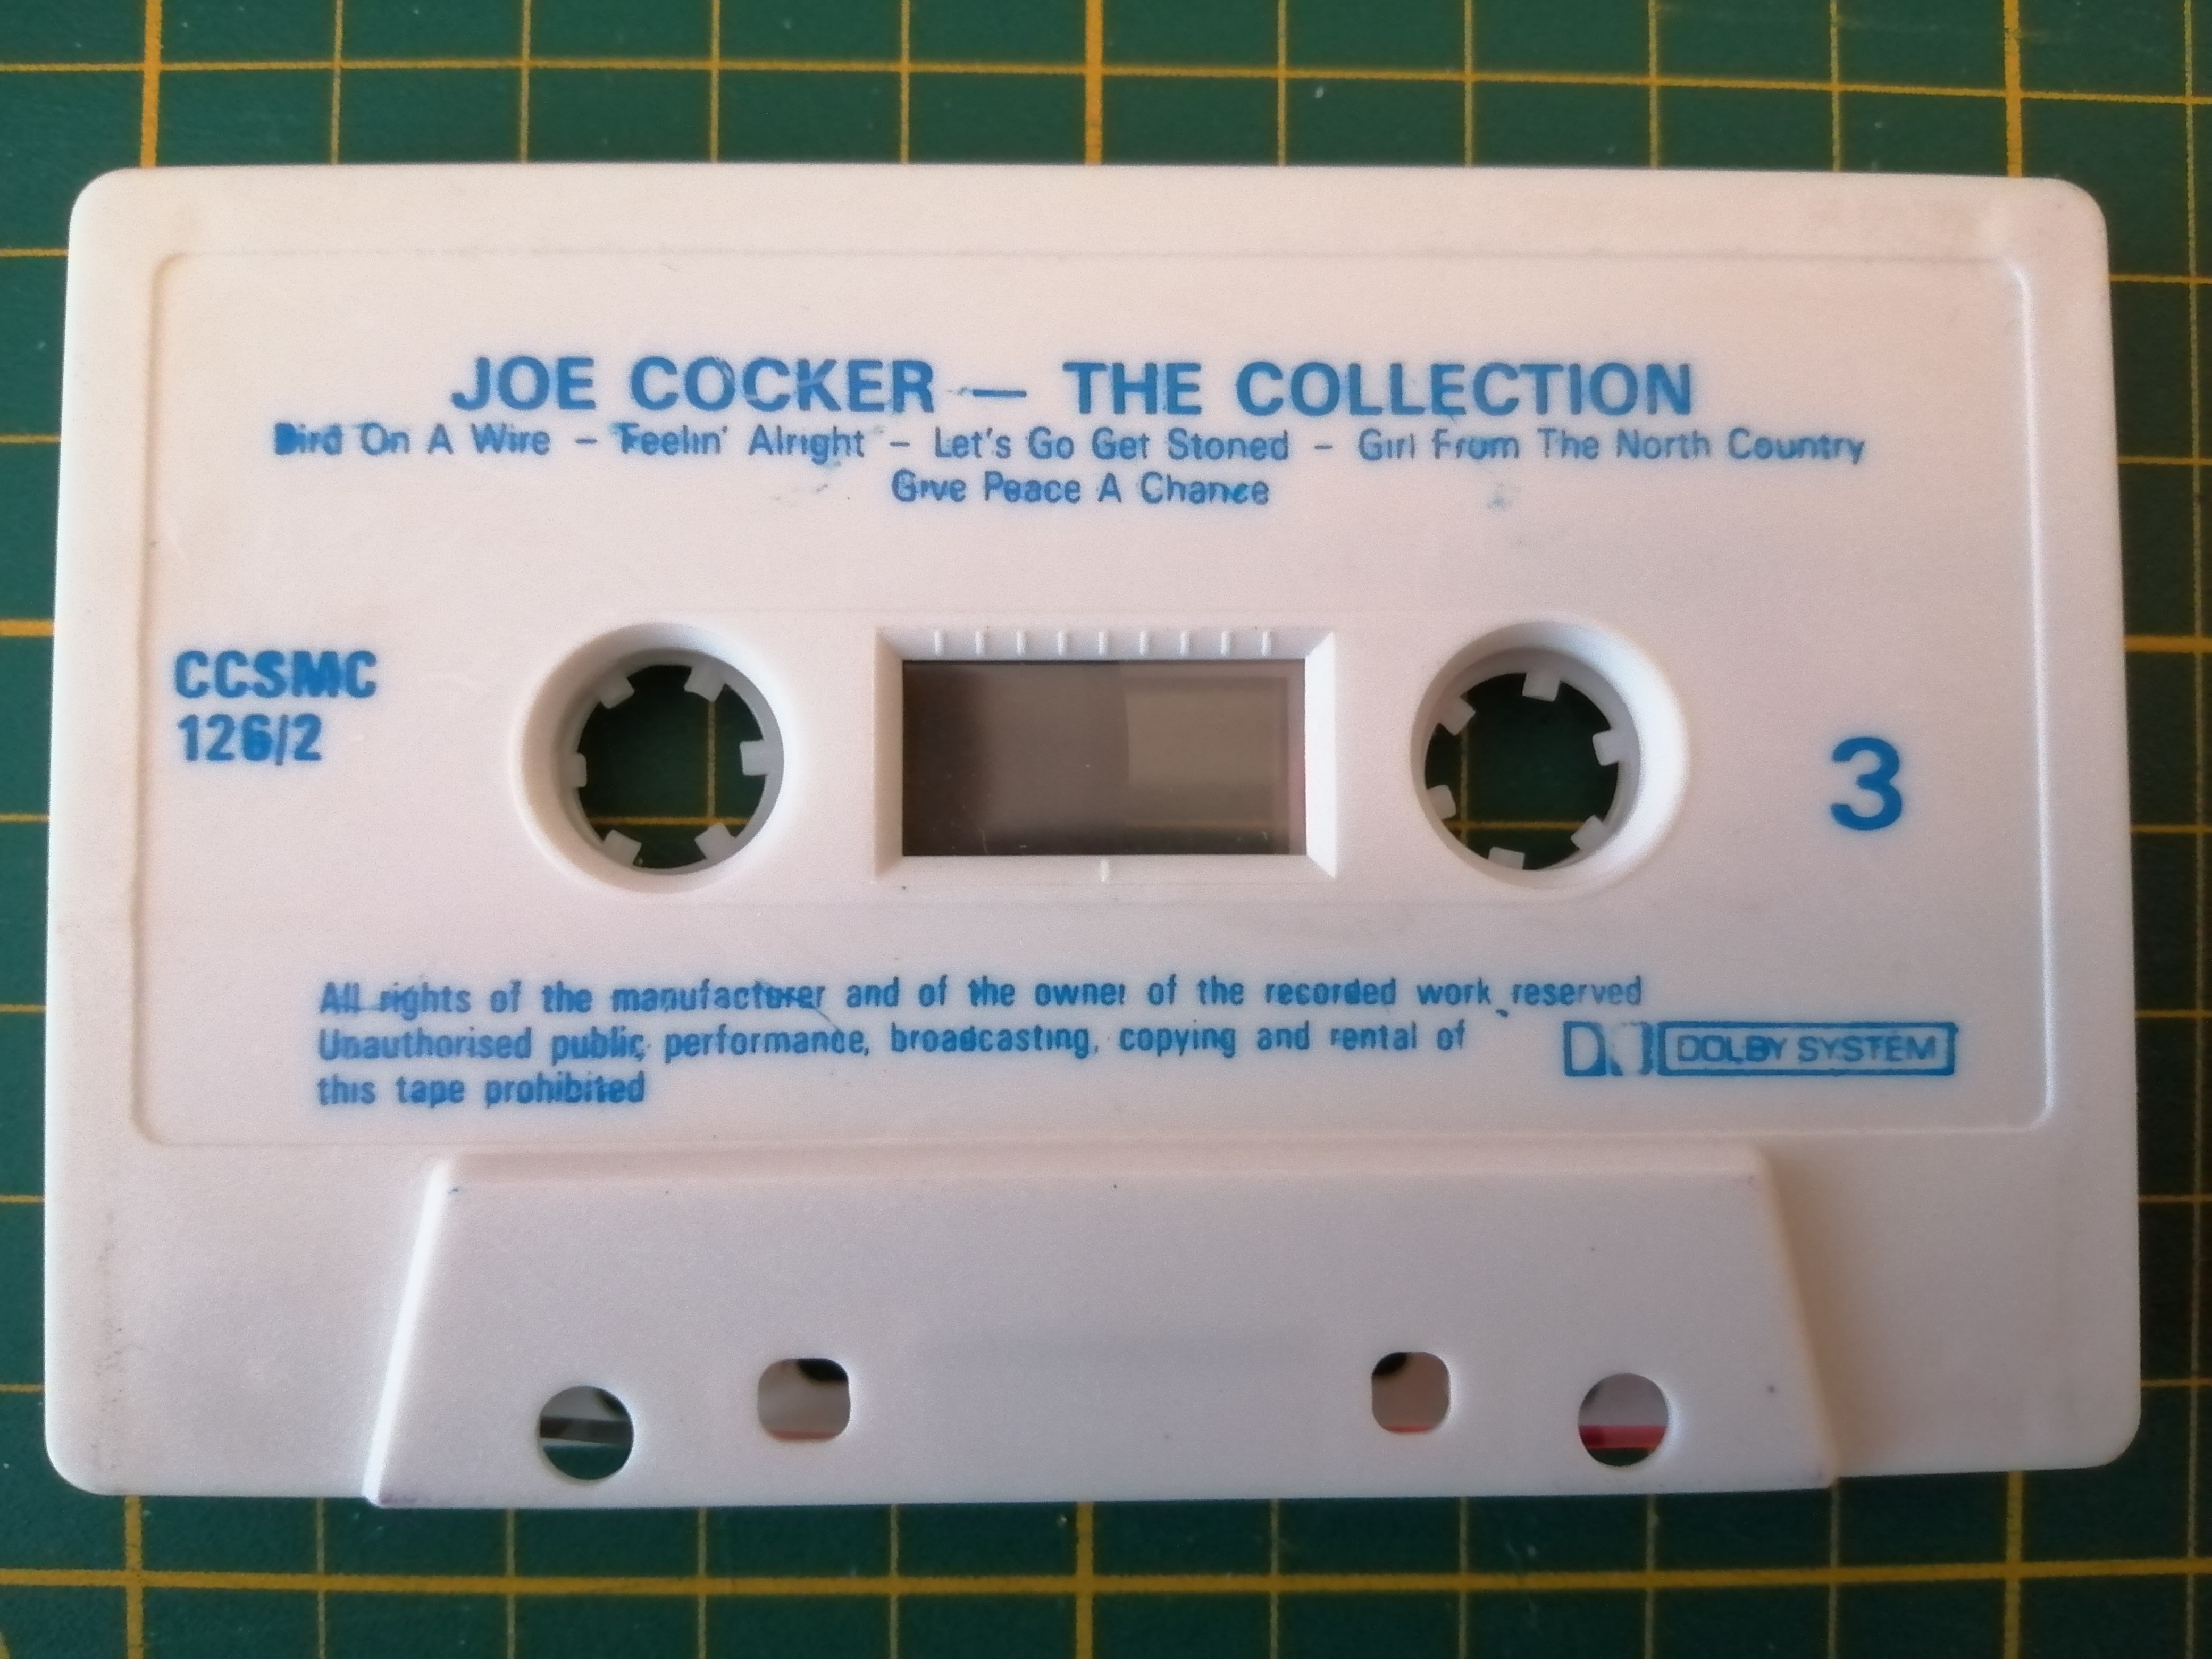 JOE COCKER — THE COLLECTION
Bird On A Wire – Feelin' Alright – Let's Go Get Stoned – Girl From The North Country
Give Peace A Chance
CCSMC
126/2
3
All rights of the manufacturer and of the owner of the recorded work reserved
Unauthorised public performance, broadcasting, copying and rental of
this tape prohibited
DOLBY SYSTEM